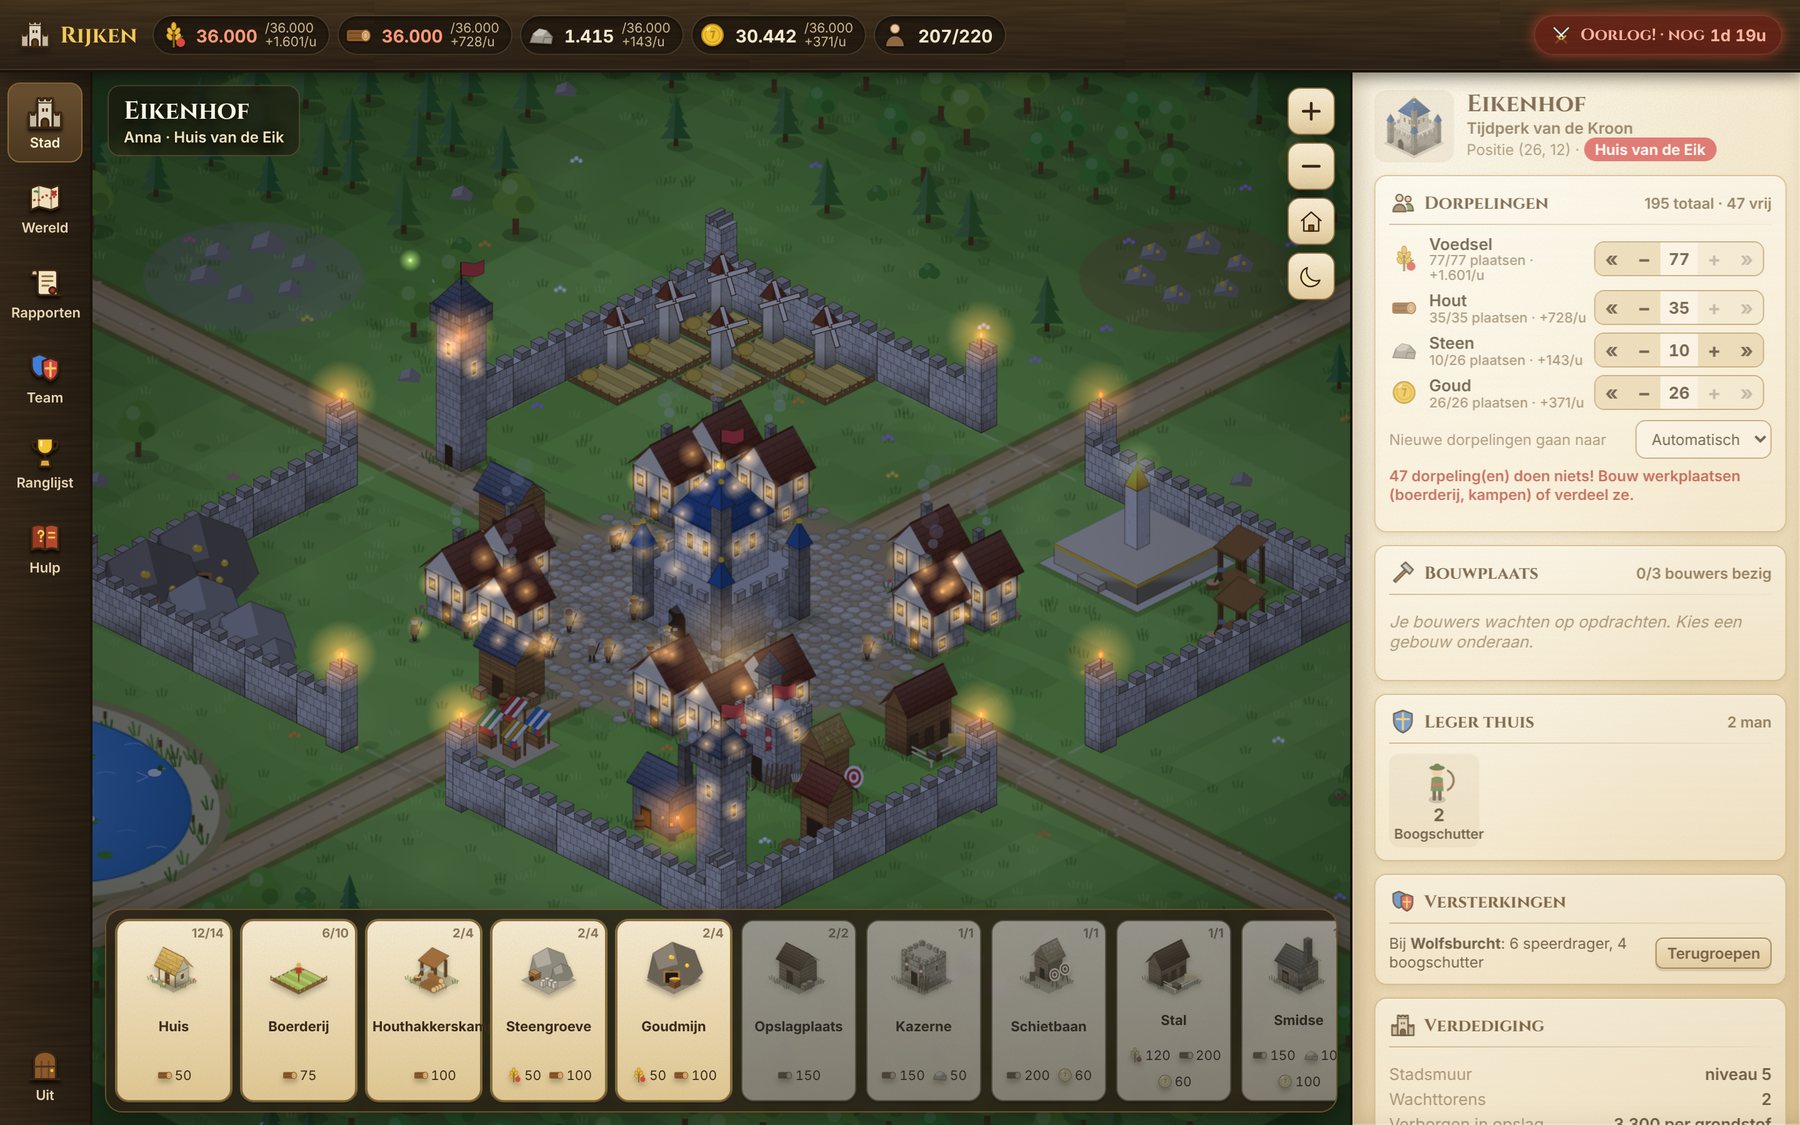 Rijken
36.000 /36.000 +1.601/u
36.000 /36.000 +728/u
1.415 /36.000 +143/u
30.442 /36.000 +371/u
207/220
Oorlog! · nog 1d 19u
Stad
Wereld
Rapporten
Team
Ranglijst
Hulp
Uit
Eikenhof
Anna · Huis van de Eik
12/14
Huis
50
6/10
Boerderij
75
2/4
Houthakkerskam
100
2/4
Steengroeve
50 100
2/4
Goudmijn
50 100
2/2
Opslagplaats
150
1/1
Kazerne
150 50
1/1
Schietbaan
200 60
1/1
Stal
120 200
60
Smidse
150 10
100
Eikenhof
Tijdperk van de Kroon
Positie (26, 12) · Huis van de Eik
Dorpelingen 195 totaal · 47 vrij
Voedsel
77/77 plaatsen ·
+1.601/u
« − 77 + »
Hout
35/35 plaatsen · +728/u
« − 35 + »
Steen
10/26 plaatsen · +143/u
« − 10 + »
Goud
26/26 plaatsen · +371/u
« − 26 + »
Nieuwe dorpelingen gaan naar Automatisch
47 dorpeling(en) doen niets! Bouw werkplaatsen
(boerderij, kampen) of verdeel ze.
Bouwplaats 0/3 bouwers bezig
Je bouwers wachten op opdrachten. Kies een
gebouw onderaan.
Leger thuis 2 man
2
Boogschutter
Versterkingen
Bij Wolfsburcht: 6 speerdrager, 4
boogschutter
Terugroepen
Verdediging
Stadsmuur niveau 5
Wachttorens 2
Verborgen in opslag 3.300 per grondstof